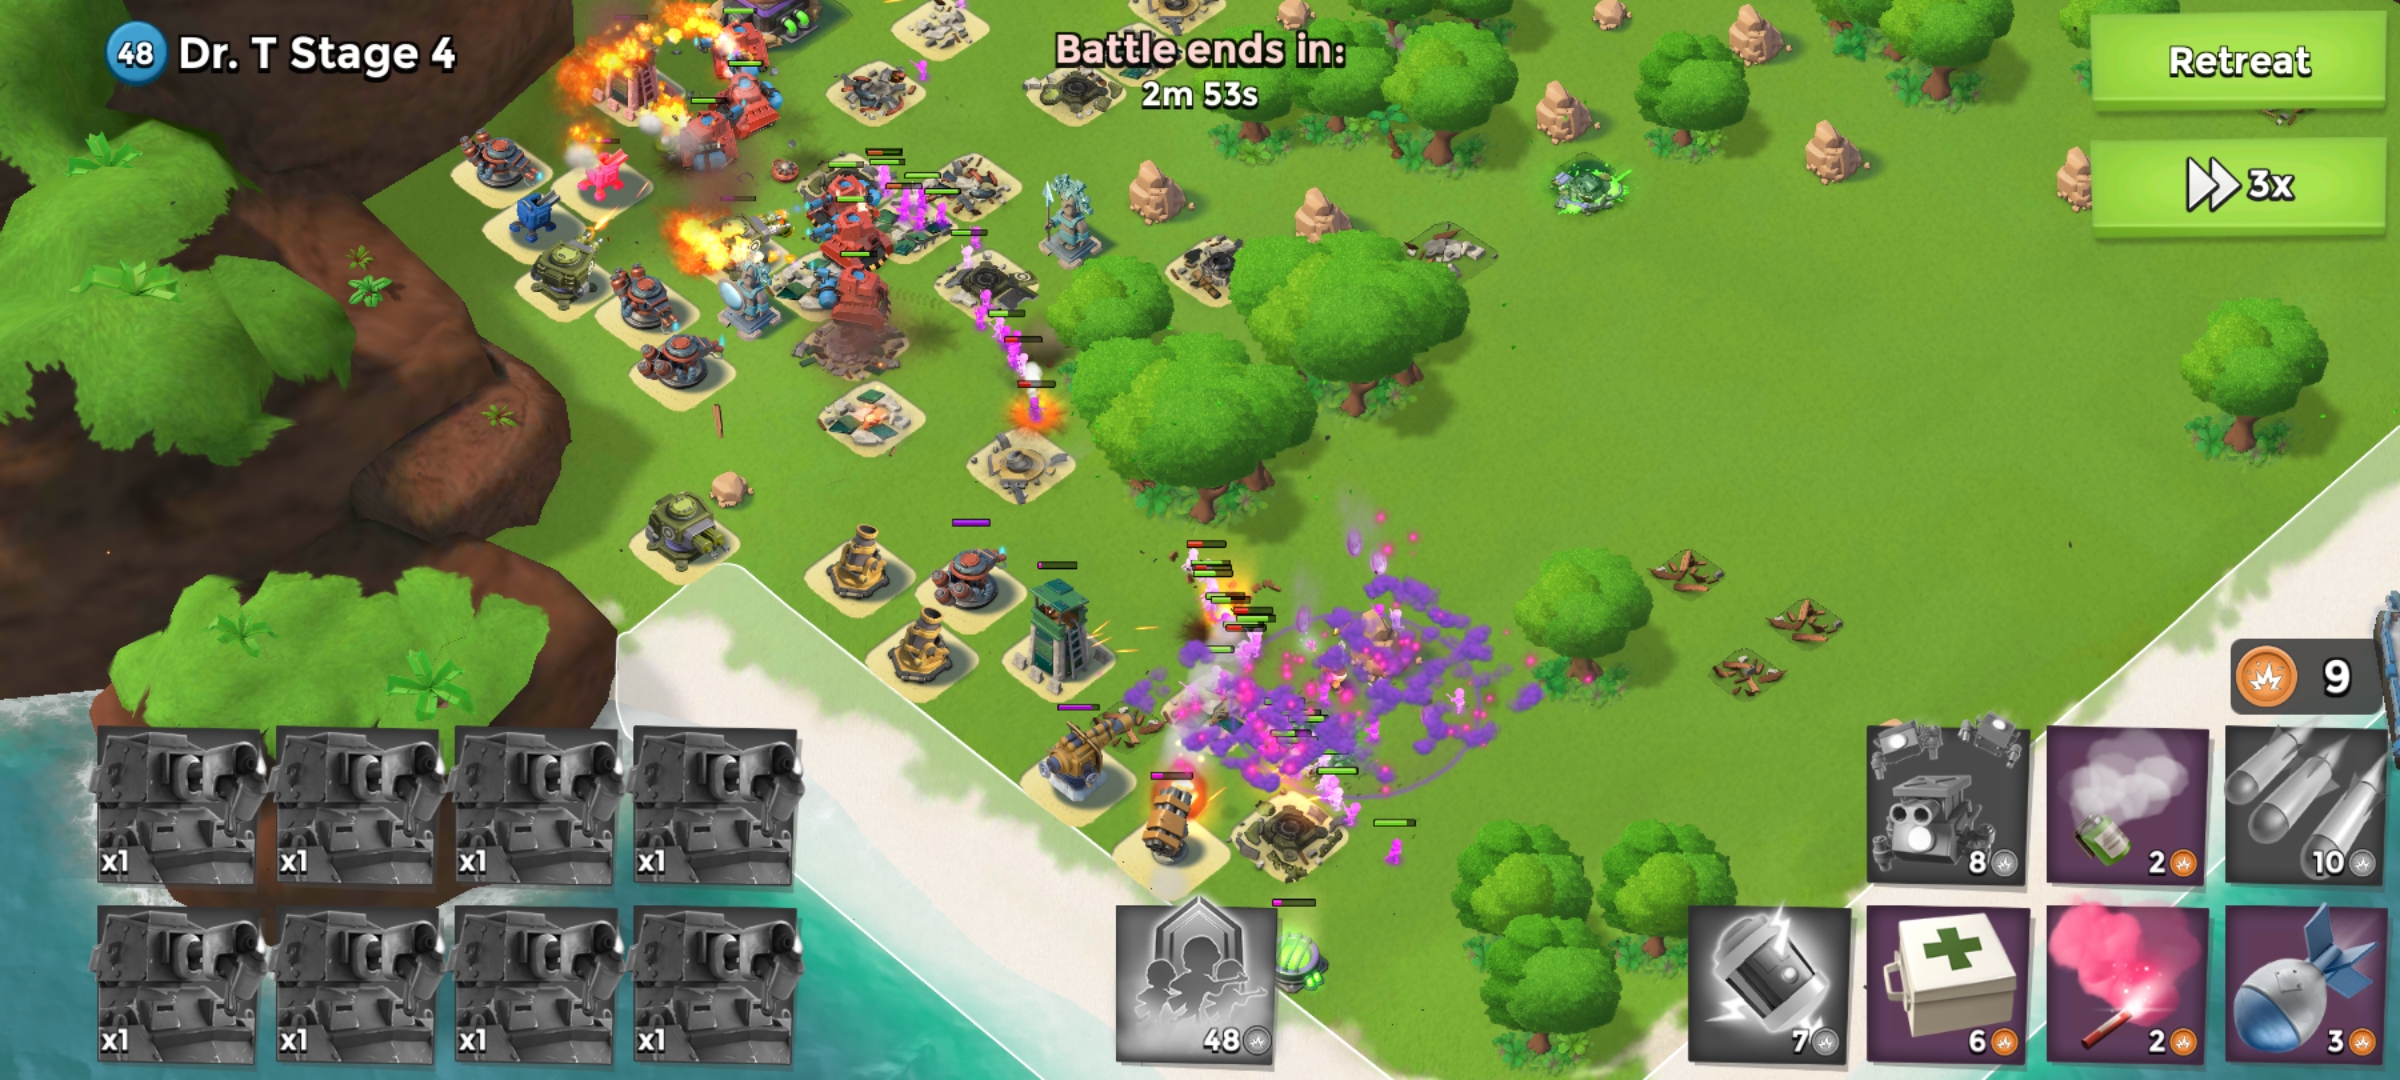 48 Dr. T Stage 4
Battle ends in:
2m 53s
Retreat
3x
9
x1 x1 x1 x1
8 2 10
x1 x1 x1 x1
48 7 6 2 3